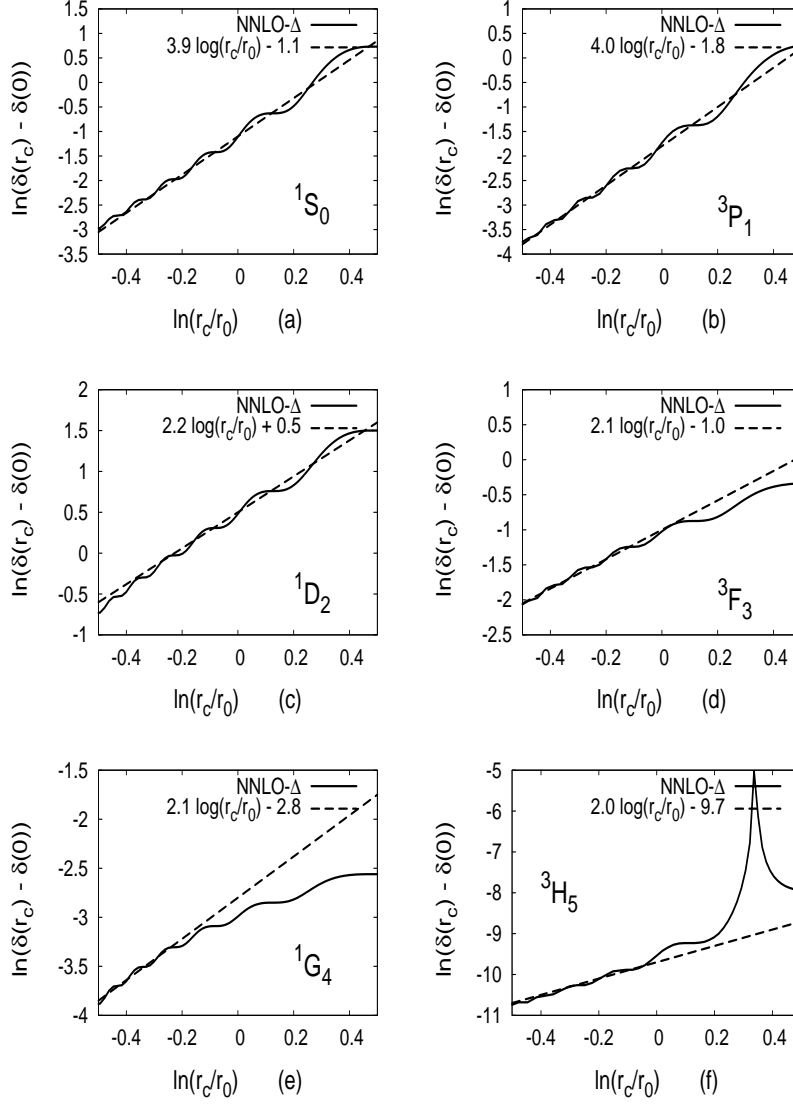 1.5
1
0.5
0
-0.5
-1
-1.5
-2
-2.5
-3
-3.5
-0.4 -0.2 0 0.2 0.4
ln(δ(r_c) - δ(0))
ln(r_c/r_0) (a)
NNLO-Δ
3.9 log(r_c/r_0) - 1.1
^1S_0
1
0.5
0
-0.5
-1
-1.5
-2
-2.5
-3
-3.5
-4
-0.4 -0.2 0 0.2 0.4
ln(δ(r_c) - δ(0))
ln(r_c/r_0) (b)
NNLO-Δ
4.0 log(r_c/r_0) - 1.8
^3P_1
2
1.5
1
0.5
0
-0.5
-1
-0.4 -0.2 0 0.2 0.4
ln(δ(r_c) - δ(0))
ln(r_c/r_0) (c)
NNLO-Δ
2.2 log(r_c/r_0) + 0.5
^1D_2
1
0.5
0
-0.5
-1
-1.5
-2
-2.5
-0.4 -0.2 0 0.2 0.4
ln(δ(r_c) - δ(0))
ln(r_c/r_0) (d)
NNLO-Δ
2.1 log(r_c/r_0) - 1.0
^3F_3
-1.5
-2
-2.5
-3
-3.5
-4
-0.4 -0.2 0 0.2 0.4
ln(δ(r_c) - δ(0))
ln(r_c/r_0) (e)
NNLO-Δ
2.1 log(r_c/r_0) - 2.8
^1G_4
-5
-6
-7
-8
-9
-10
-11
-0.4 -0.2 0 0.2 0.4
ln(δ(r_c) - δ(0))
ln(r_c/r_0) (f)
NNLO-Δ
2.0 log(r_c/r_0) - 9.7
^3H_5